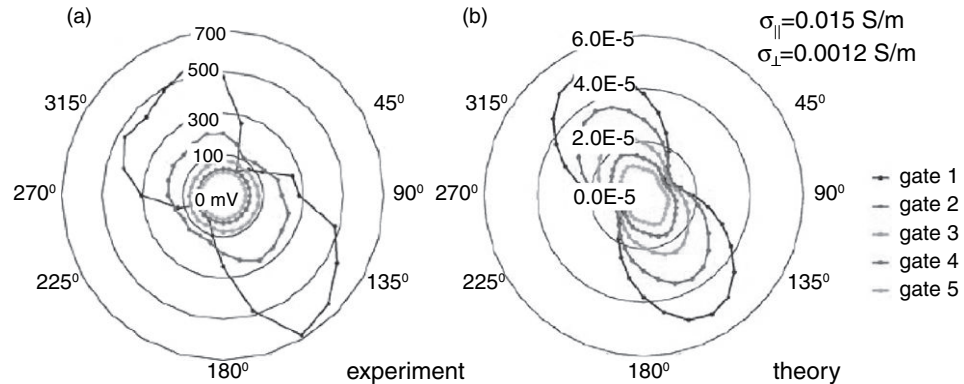 (a)
700
500
300
100
0 mV
45⁰
90⁰
135⁰
180⁰
225⁰
270⁰
315⁰
experiment
(b)
6.0E-5
4.0E-5
2.0E-5
0.0E-5
45⁰
90⁰
135⁰
180⁰
225⁰
270⁰
315⁰
theory
σ||=0.015 S/m
σ⊥=0.0012 S/m
gate 1
gate 2
gate 3
gate 4
gate 5